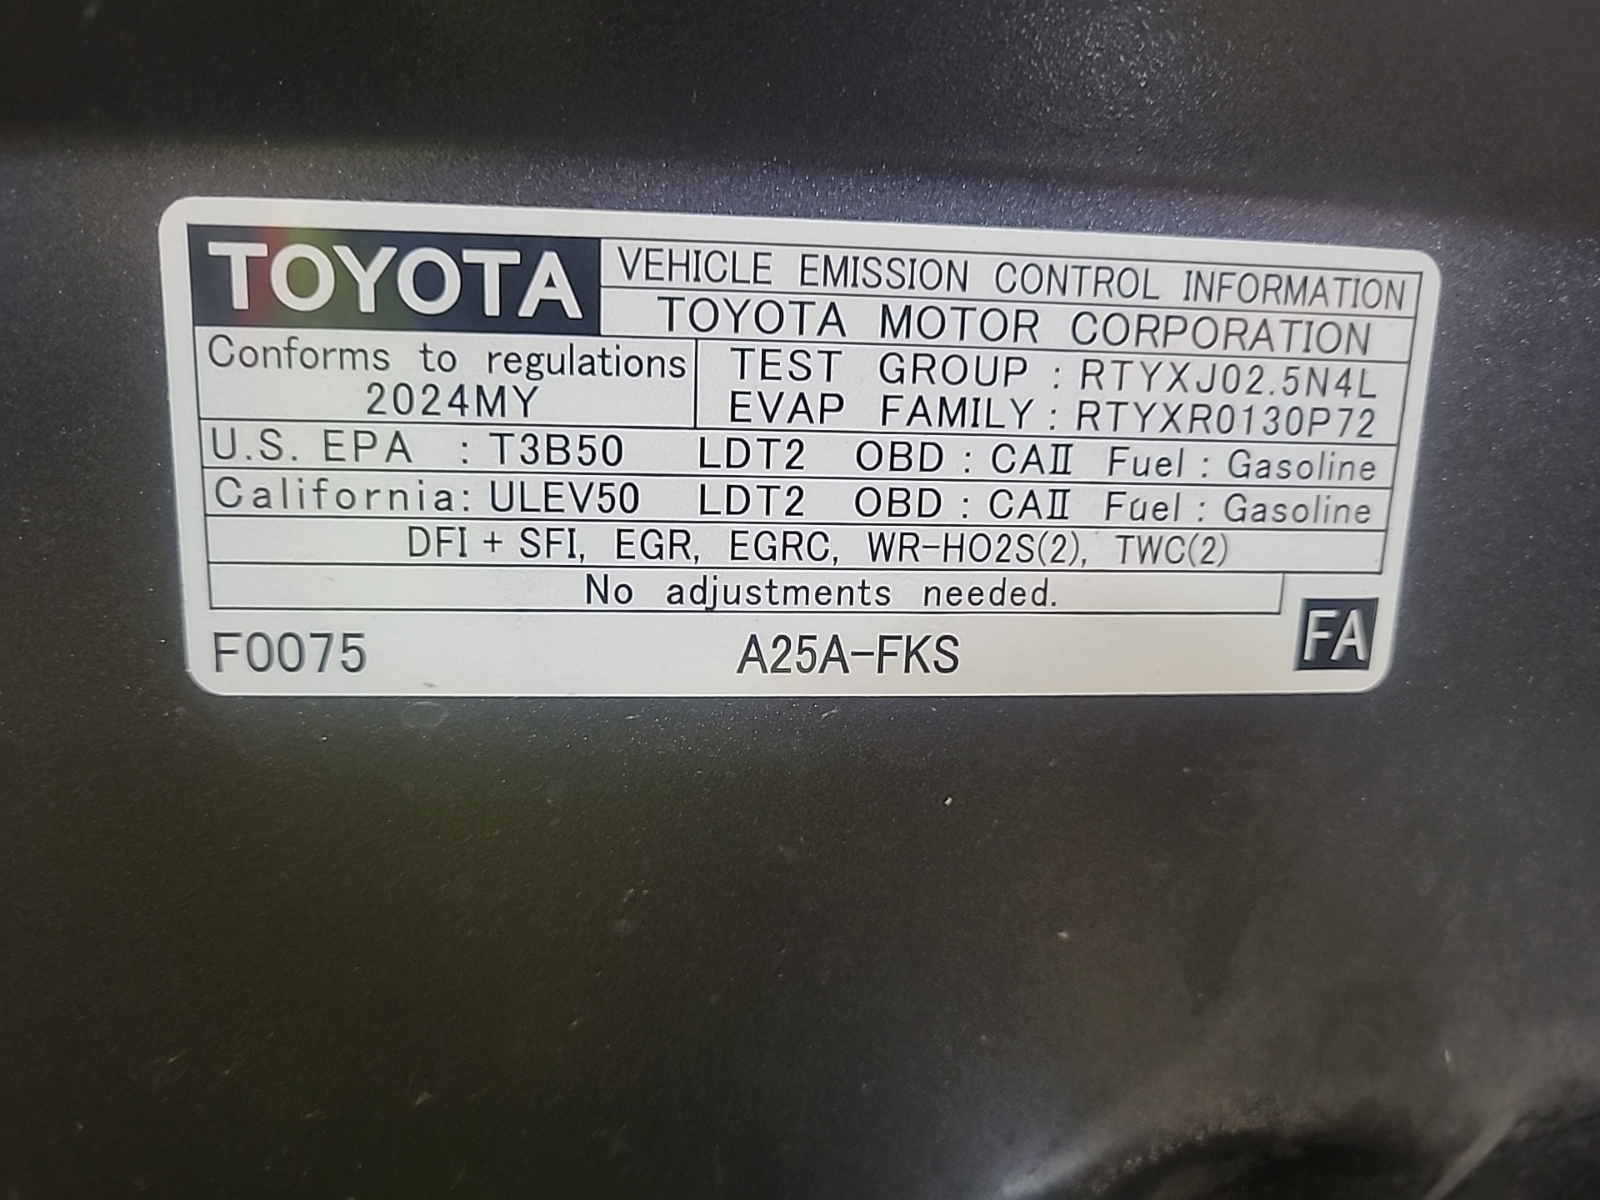 TOYOTA VEHICLE EMISSION CONTROL INFORMATION
TOYOTA MOTOR CORPORATION
Conforms to regulations
2024MY
TEST GROUP : RTYXJ02.5N4L
EVAP FAMILY : RTYXR0130P72
U.S. EPA : T3B50 LDT2 OBD : CAⅡ Fuel : Gasoline
California: ULEV50 LDT2 OBD : CAⅡ Fuel : Gasoline
DFI + SFI, EGR, EGRC, WR-HO2S(2), TWC(2)
No adjustments needed.
F0075 A25A-FKS FA